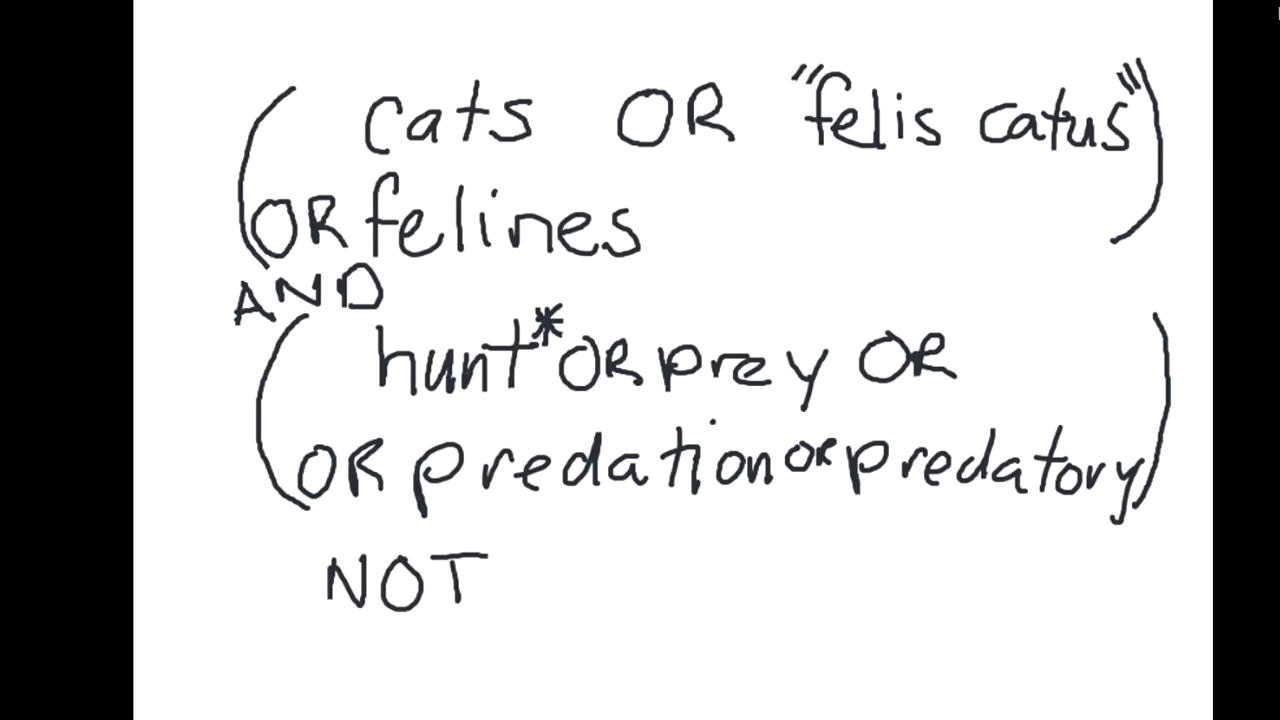 (cats OR "felis catus")
OR felines
AND
(hunt* OR prey OR
OR predation OR predatory)
NOT